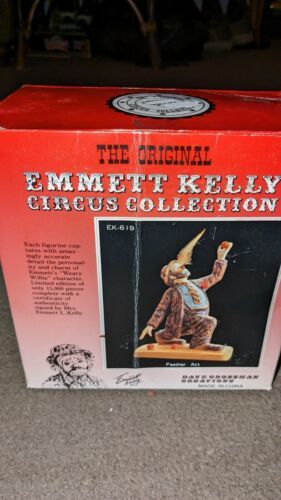 THE ORIGINAL
EMMETT KELLY
CIRCUS COLLECTION
EK-619
Each figurine cap-
tures with amaz-
ingly accurate
detail the personal-
ity and charm of
Emmett's "Weary
Willie" character
Limited edition of
only 15,000 pieces
complete with a
certificate of
authenticity
signed by Mrs.
Emmett L. Kelly.
Feather Act
Emmett Kelly
DAVE GROSSMAN
CREATIONS
MADE IN CHINA